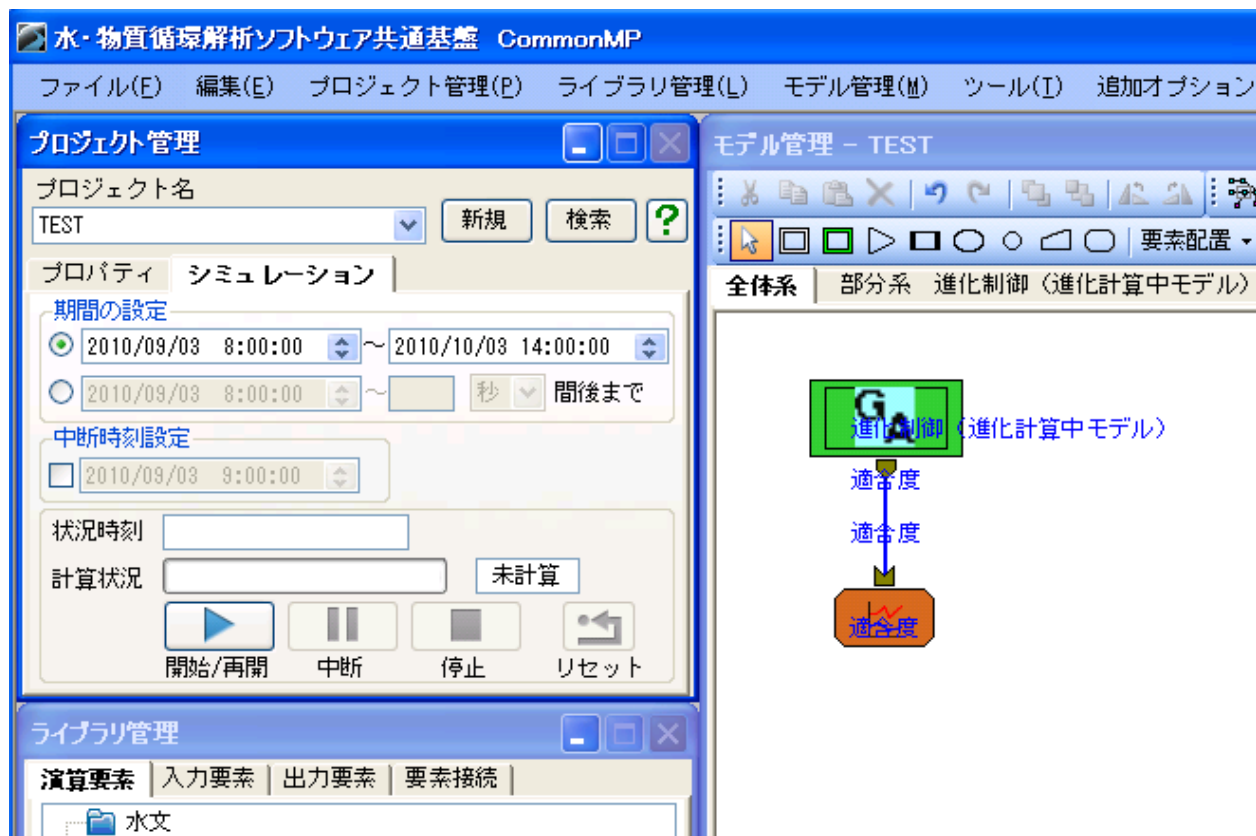 水・物質循環解析ソフトウェア共通基盤 CommonMP
ファイル(F) 編集(E) プロジェクト管理(P) ライブラリ管理(L) モデル管理(M) ツール(T) 追加オプション
プロジェクト管理
プロジェクト名
TEST 新規 検索 ?
プロパティ シミュレーション
期間の設定
2010/09/03 8:00:00 ～ 2010/10/03 14:00:00
2010/09/03 8:00:00 ～ 秒 間後まで
中断時刻設定
2010/09/03 9:00:00
状況時刻
計算状況 未計算
開始/再開 中断 停止 リセット
ライブラリ管理
演算要素 入力要素 出力要素 要素接続
水文
モデル管理 - TEST
要素配置
全体系 部分系 進化制御（進化計算中モデル）
GA
進化制御（進化計算中モデル）
適合度
適合度
適合度